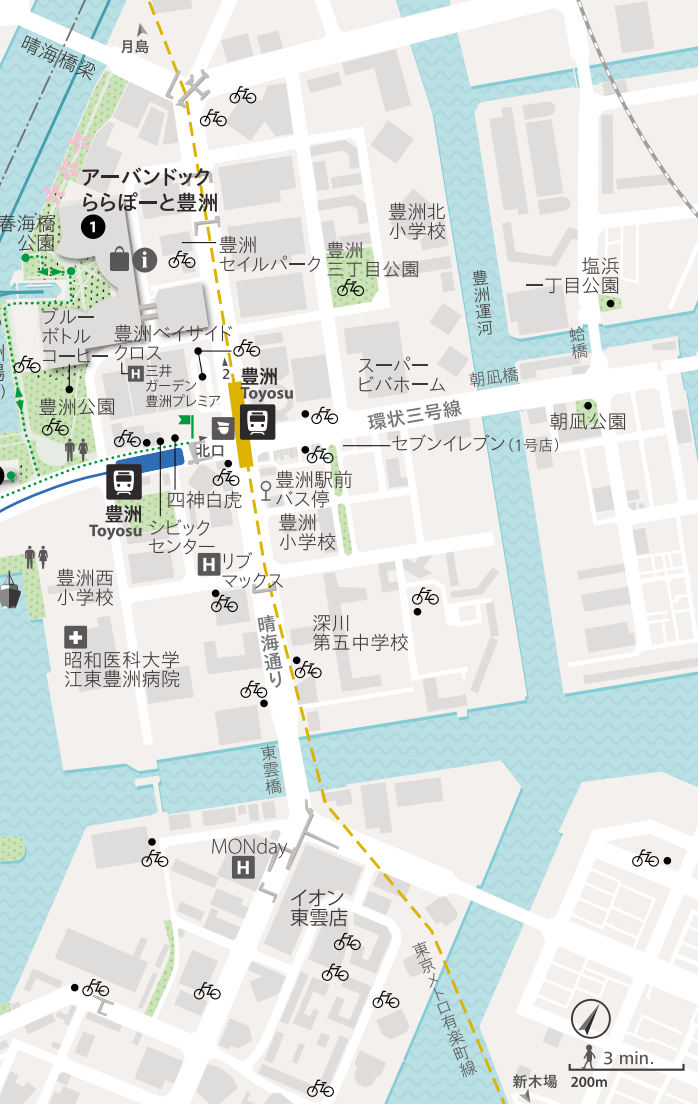 月島
晴海橋梁
アーバンドック
ららぽーと豊洲
1
春海橋
公園
豊洲
セイルパーク
豊洲
三丁目公園
豊洲北
小学校
豊洲運河
塩浜
一丁目公園
蛤橋
ブルー
ボトル
コーヒー
豊洲ベイサイド
クロス
H 三井
ガーデン
豊洲プレミア
2
豊洲
Toyosu
スーパー
ビバホーム
朝凪橋
環状三号線
朝凪公園
豊洲公園
セブンイレブン(1号店)
北口
豊洲駅前
バス停
四神白虎
豊洲
Toyosu
シビック
センター
豊洲
小学校
H リブ
マックス
豊洲西
小学校
昭和医科大学
江東豊洲病院
晴海通り
深川
第五中学校
東雲橋
MONday
H
イオン
東雲店
東京メトロ有楽町線
3 min.
200m
新木場